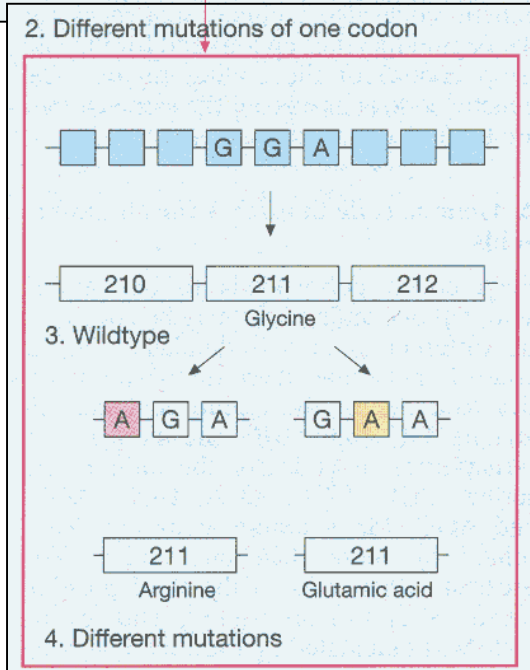 2. Different mutations of one codon
G G A
210 211 212
Glycine
3. Wildtype
A G A G A A
211 211
Arginine Glutamic acid
4. Different mutations